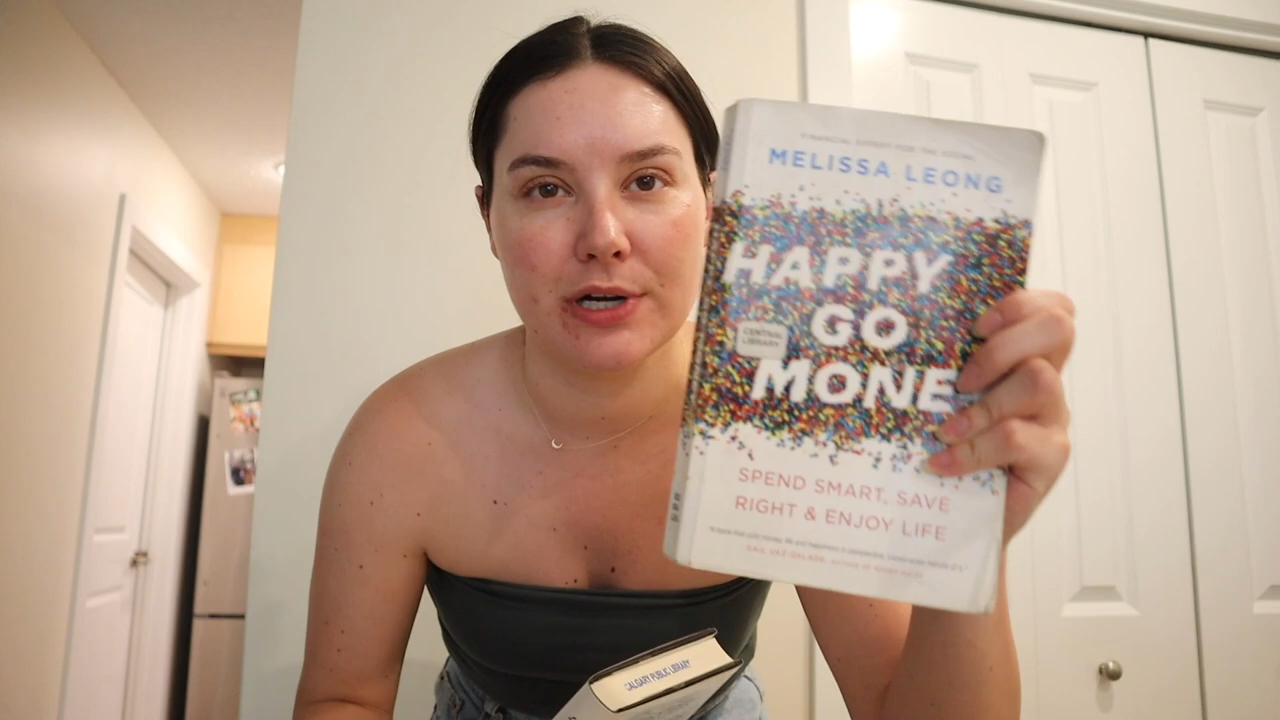 MELISSA LEONG
HAPPY
GO
MONE
CENTRAL
LIBRARY
SPEND SMART, SAVE
RIGHT & ENJOY LIFE
CALGARY PUBLIC LIBRARY